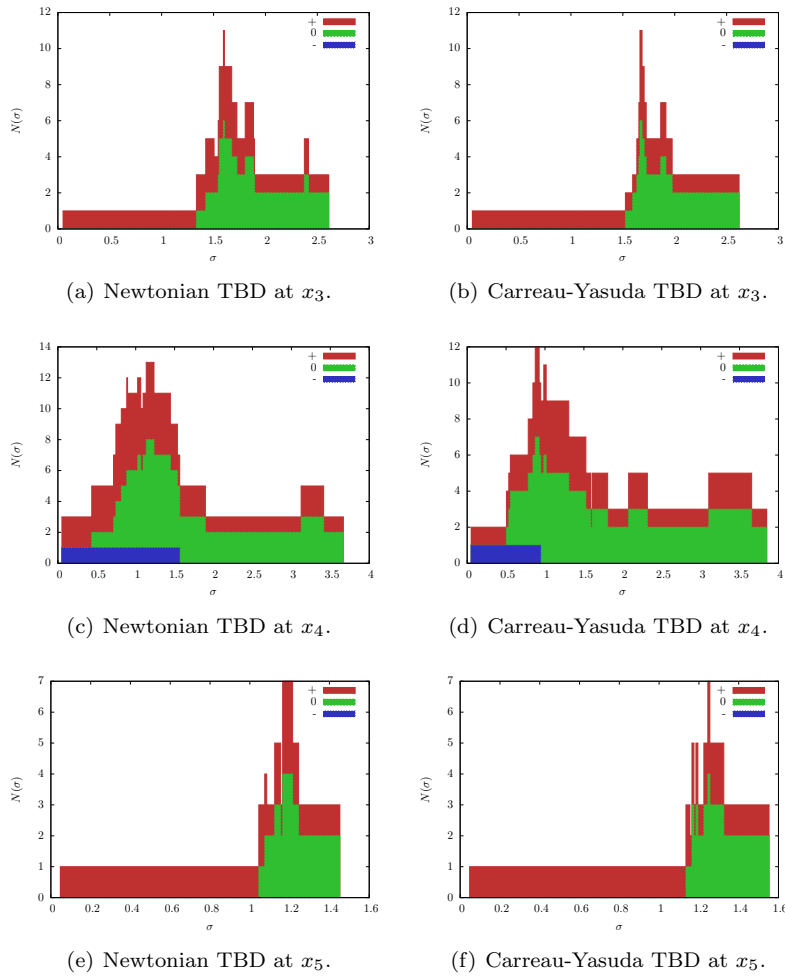 12
10
8
6
4
2
0
N(σ)
+
0
-
0 0.5 1 1.5 2 2.5 3
σ
(a) Newtonian TBD at x₃.
12
10
8
6
4
2
0
N(σ)
+
0
-
0 0.5 1 1.5 2 2.5 3
σ
(b) Carreau-Yasuda TBD at x₃.
14
12
10
8
6
4
2
0
N(σ)
+
0
-
0 0.5 1 1.5 2 2.5 3 3.5 4
σ
(c) Newtonian TBD at x₄.
12
10
8
6
4
2
0
N(σ)
+
0
-
0 0.5 1 1.5 2 2.5 3 3.5 4
σ
(d) Carreau-Yasuda TBD at x₄.
7
6
5
4
3
2
1
0
N(σ)
+
0
-
0 0.2 0.4 0.6 0.8 1 1.2 1.4 1.6
σ
(e) Newtonian TBD at x₅.
7
6
5
4
3
2
1
0
N(σ)
+
0
-
0 0.2 0.4 0.6 0.8 1 1.2 1.4 1.6
σ
(f) Carreau-Yasuda TBD at x₅.